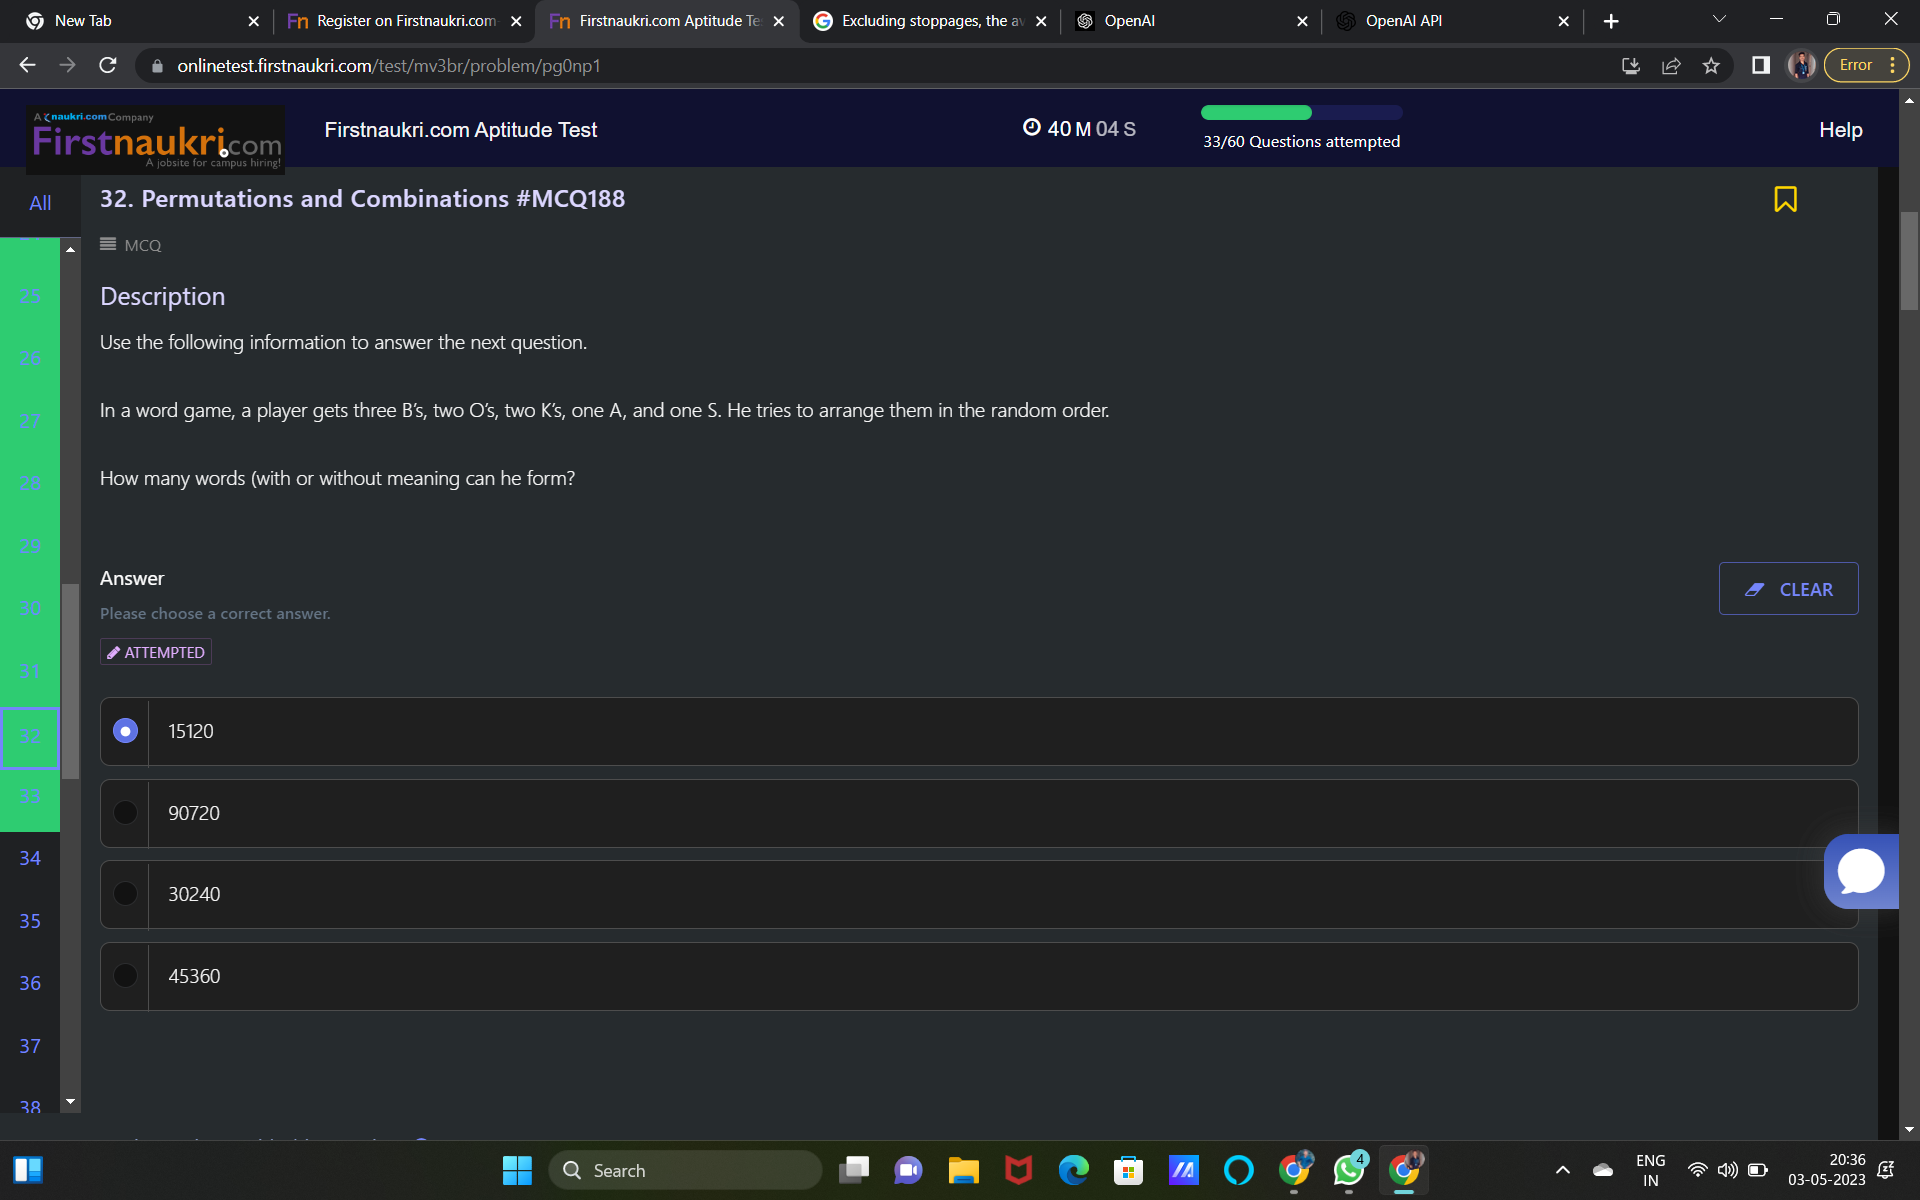 New Tab
Register on Firstnaukri.com-
Firstnaukri.com Aptitude Te
Excluding stoppages, the av
OpenAI
OpenAI API
onlinetest.firstnaukri.com/test/mv3br/problem/pg0np1
Error
A naukri.com Company
Firstnaukri.com
A jobsite for campus hiring!
Firstnaukri.com Aptitude Test
40 M 04 S
33/60 Questions attempted
Help
All
32. Permutations and Combinations #MCQ188
MCQ
Description
Use the following information to answer the next question.
In a word game, a player gets three B's, two O's, two K's, one A, and one S. He tries to arrange them in the random order.
How many words (with or without meaning can he form?
Answer
Please choose a correct answer.
CLEAR
ATTEMPTED
15120
90720
30240
45360
25
26
27
28
29
30
31
32
33
34
35
36
37
38
Search
4
ENG
IN
20:36
03-05-2023